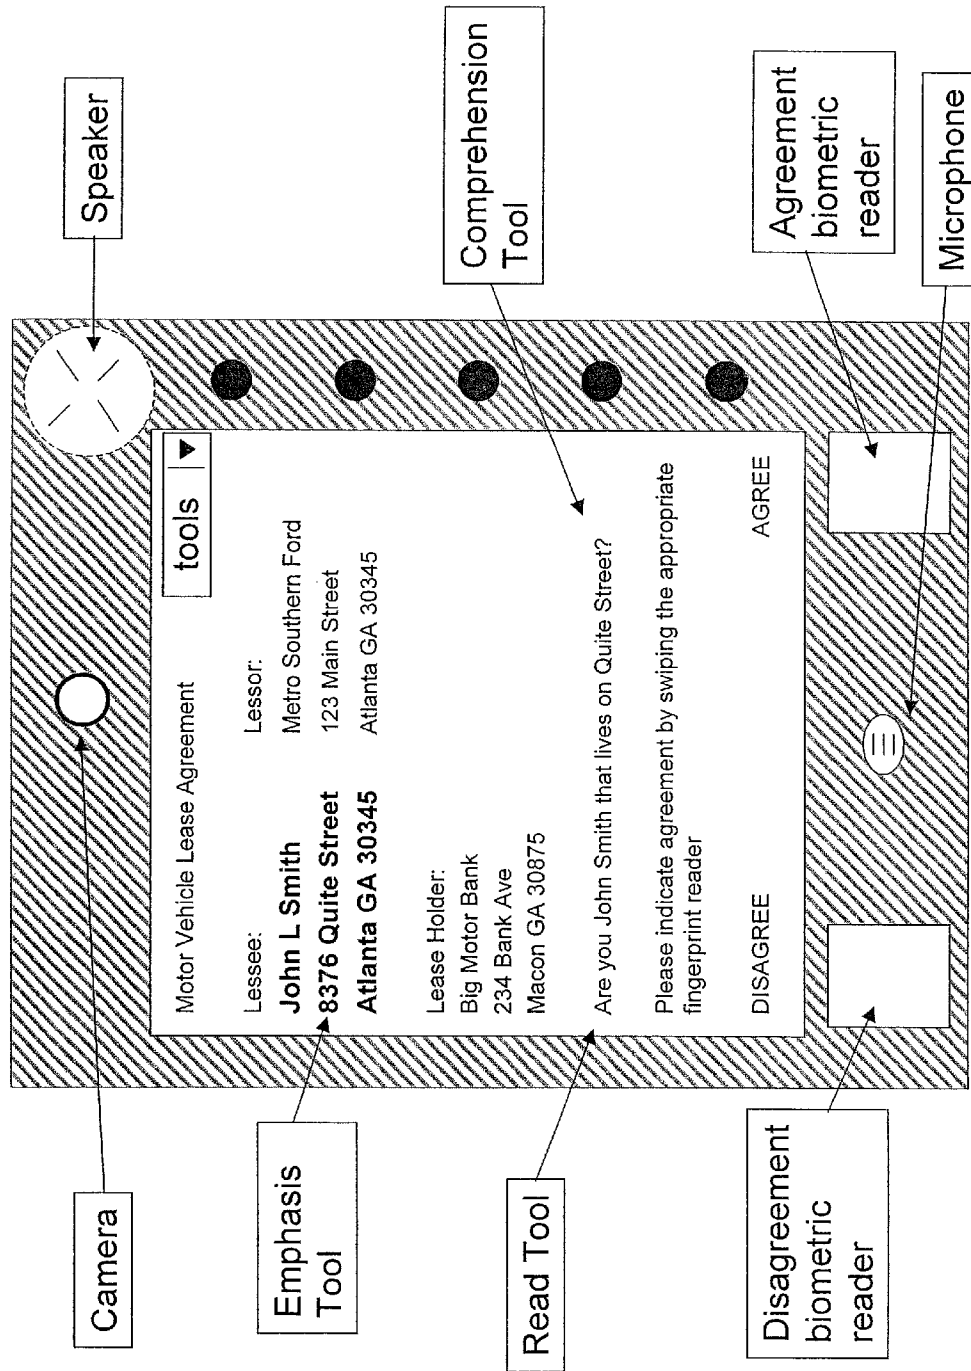 Camera
Speaker
Emphasis
Tool
Read Tool
Disagreement
biometric
reader
tools
Motor Vehicle Lease Agreement
Lessee:
John L Smith
8376 Quite Street
Atlanta GA 30345
Lessor:
Metro Southern Ford
123 Main Street
Atlanta GA 30345
Lease Holder:
Big Motor Bank
234 Bank Ave
Macon GA 30875
Are you John Smith that lives on Quite Street?
Please indicate agreement by swiping the appropriate
fingerprint reader
DISAGREE
AGREE
Comprehension
Tool
Agreement
biometric
reader
Microphone